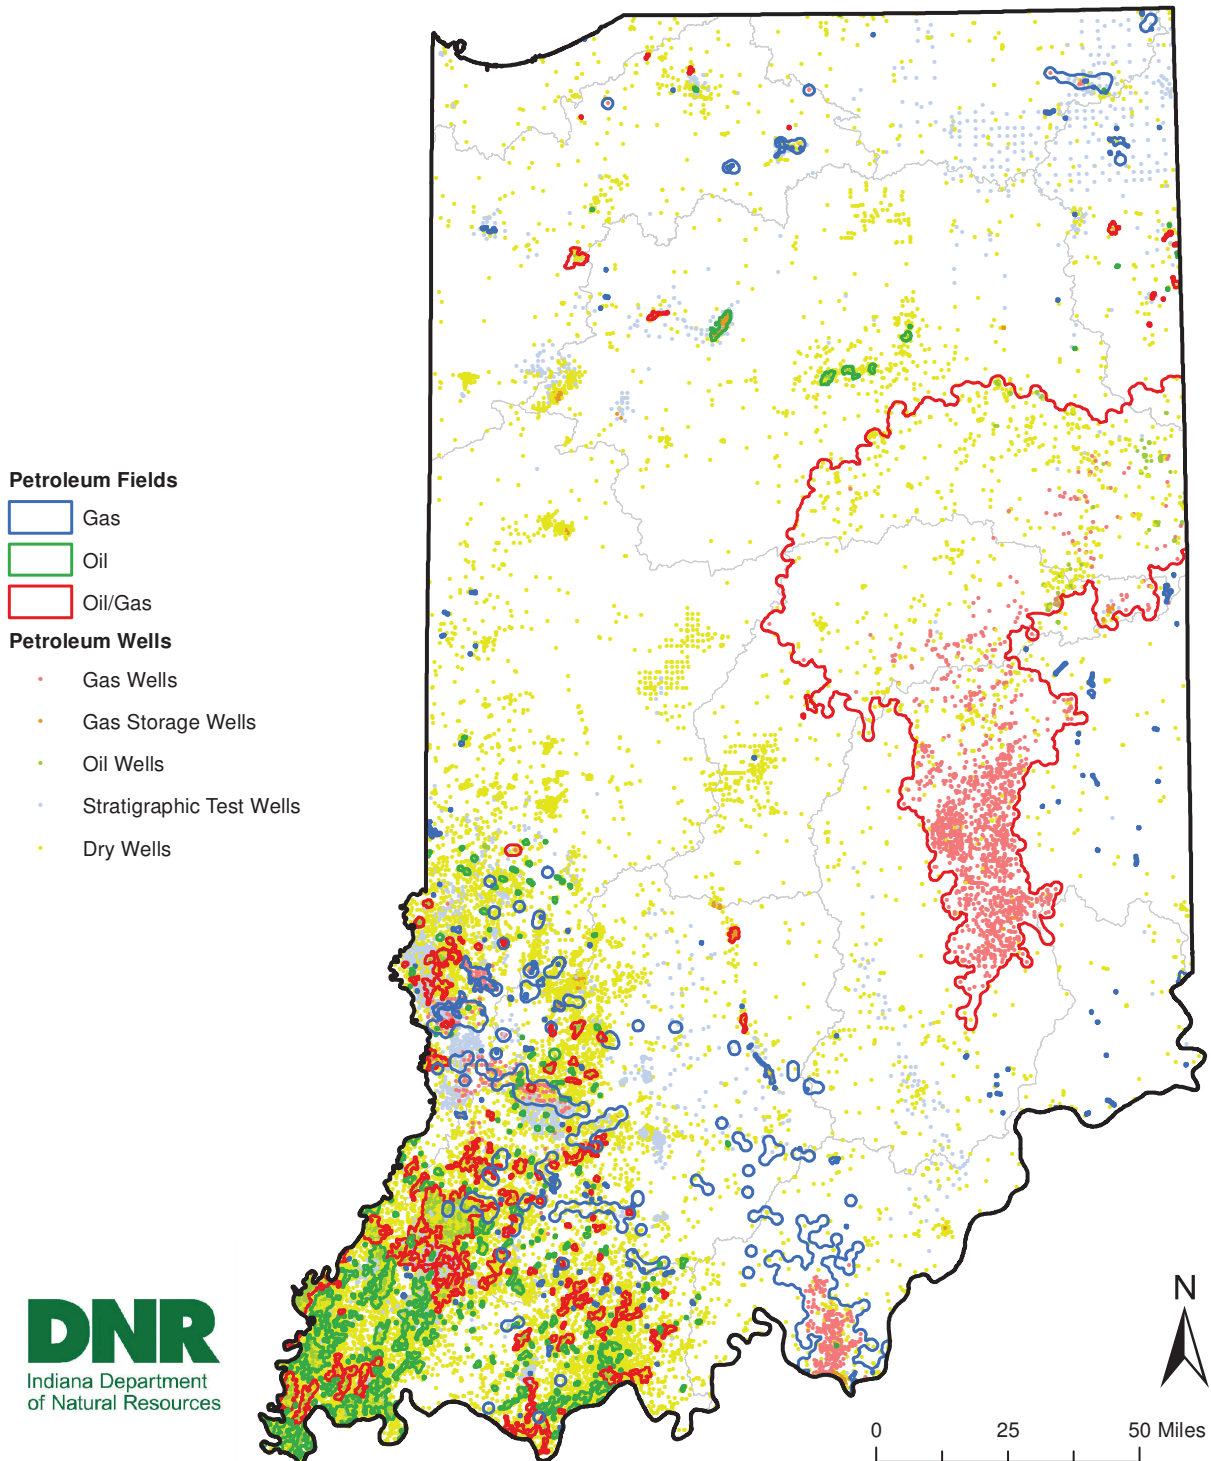 Petroleum Fields
Gas
Oil
Oil/Gas
Petroleum Wells
Gas Wells
Gas Storage Wells
Oil Wells
Stratigraphic Test Wells
Dry Wells
DNR
Indiana Department
of Natural Resources
N
0 25 50 Miles